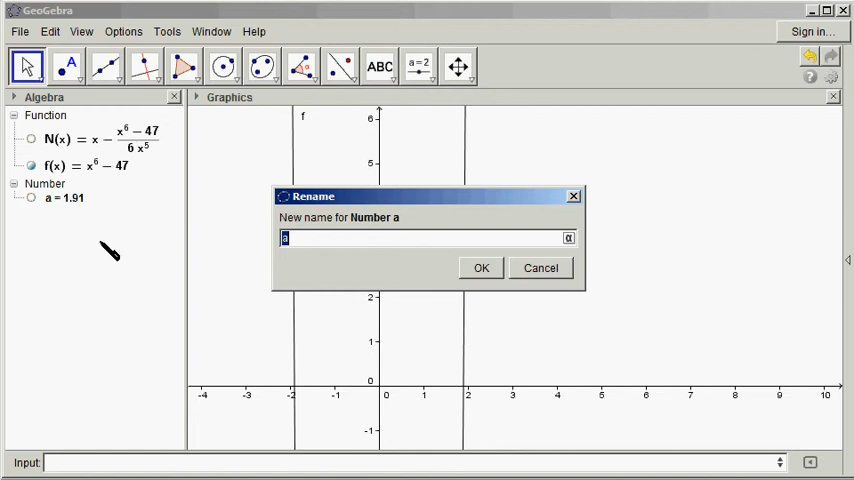 GeoGebra
File Edit View Options Tools Window Help Sign in...
A ABC a = 2
Algebra Graphics
Function
N(x) = x − (x⁶ − 47)/(6 x⁵)
f(x) = x⁶ − 47
Number
a = 1.91
f
6
5
Rename
New name for Number a
a α
OK Cancel
2
1
0
-4 -3 -2 -1 0 1 2 3 4 5 6 7 8 9 10
-1
Input: